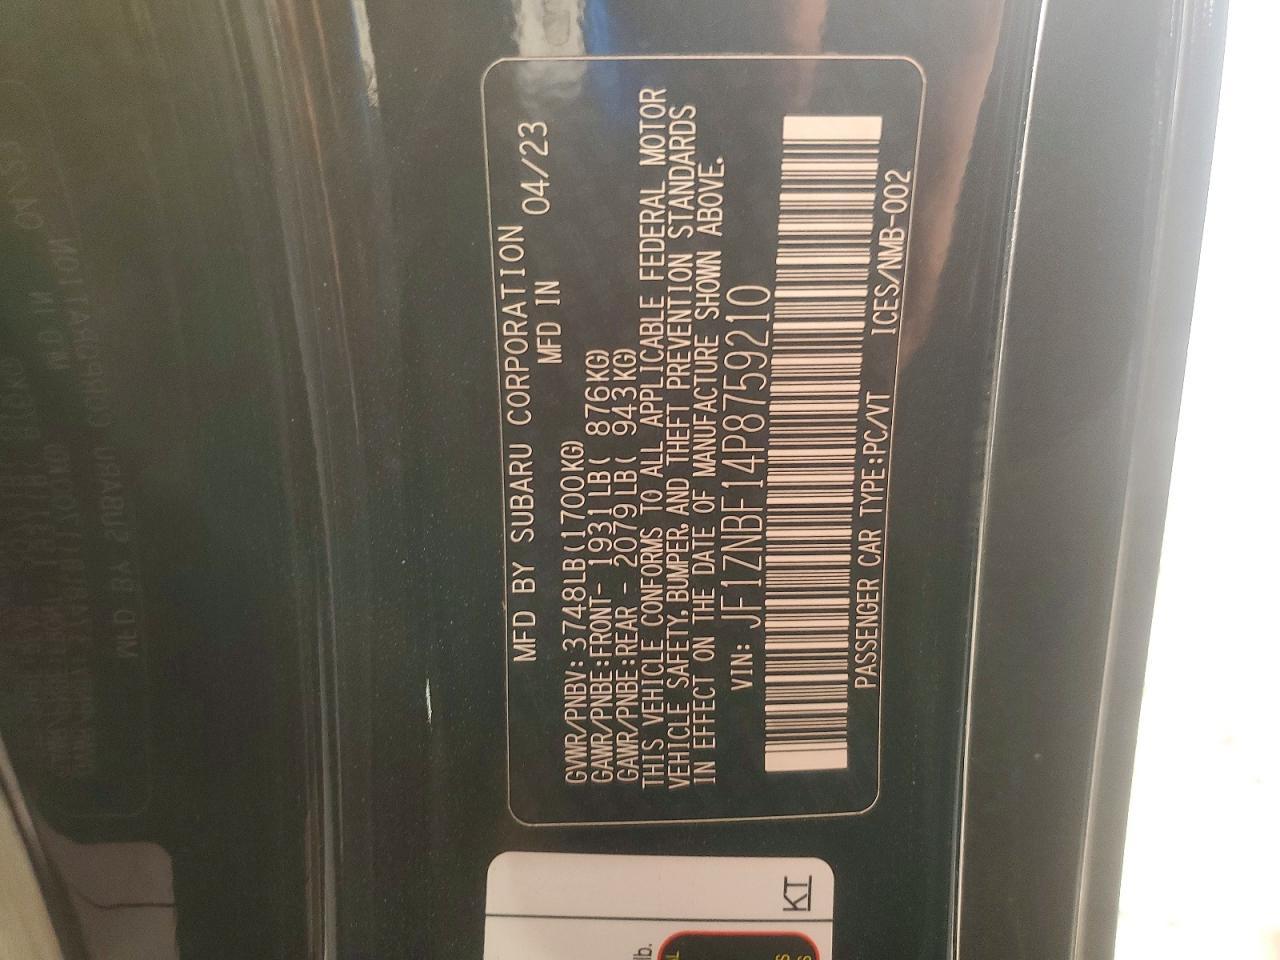 MFD BY SUBARU CORPORATION
MFD IN 04/23
GVWR/PNBV: 3748LB(1700KG)
GAWR/PNBE:FRONT- 1931LB( 876KG)
GAWR/PNBE:REAR - 2079LB( 943KG)
THIS VEHICLE CONFORMS TO ALL APPLICABLE FEDERAL MOTOR
VEHICLE SAFETY, BUMPER, AND THEFT PREVENTION STANDARDS
IN EFFECT ON THE DATE OF MANUFACTURE SHOWN ABOVE.
VIN: JF1ZNBF14P8759210
PASSENGER CAR TYPE:PC/VT ICES/NMB-002
KT
lb.